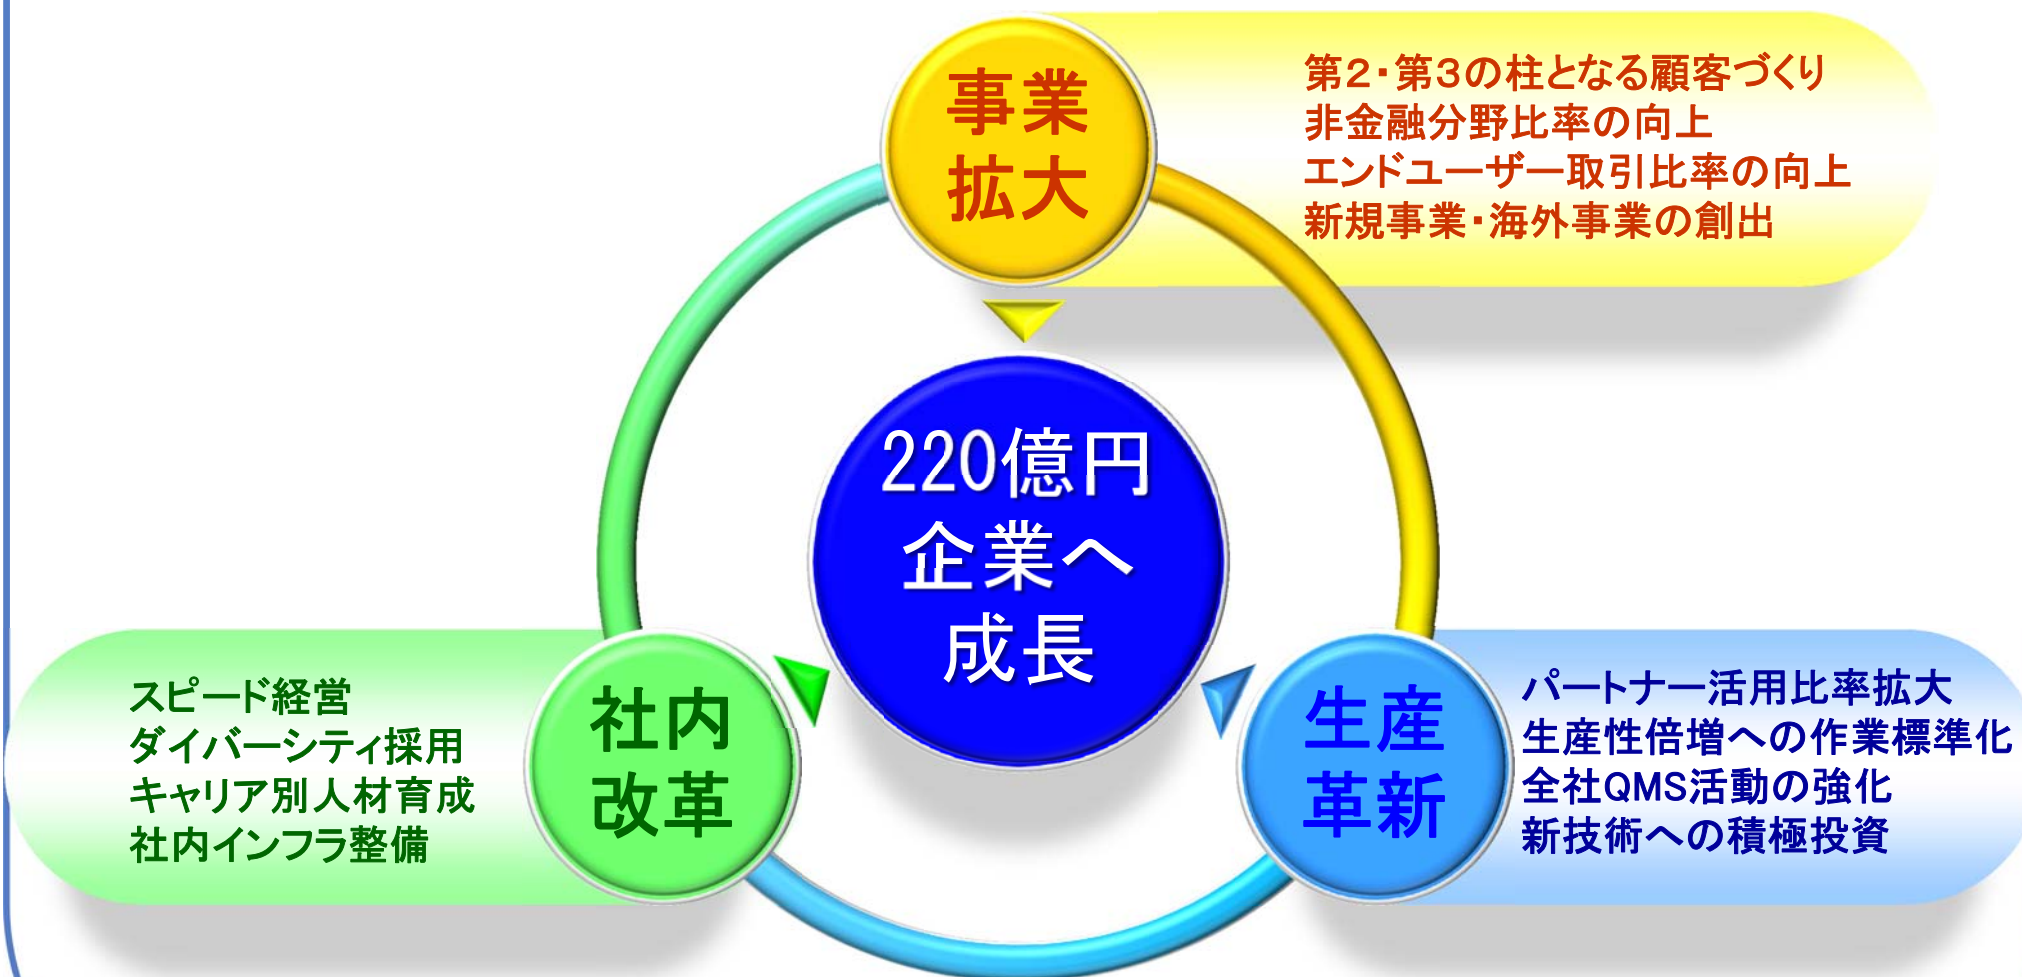 事業
拡大
第2・第3の柱となる顧客づくり
非金融分野比率の向上
エンドユーザー取引比率の向上
新規事業・海外事業の創出
220億円
企業へ
成長
社内
改革
スピード経営
ダイバーシティ採用
キャリア別人材育成
社内インフラ整備
生産
革新
パートナー活用比率拡大
生産性倍増への作業標準化
全社QMS活動の強化
新技術への積極投資